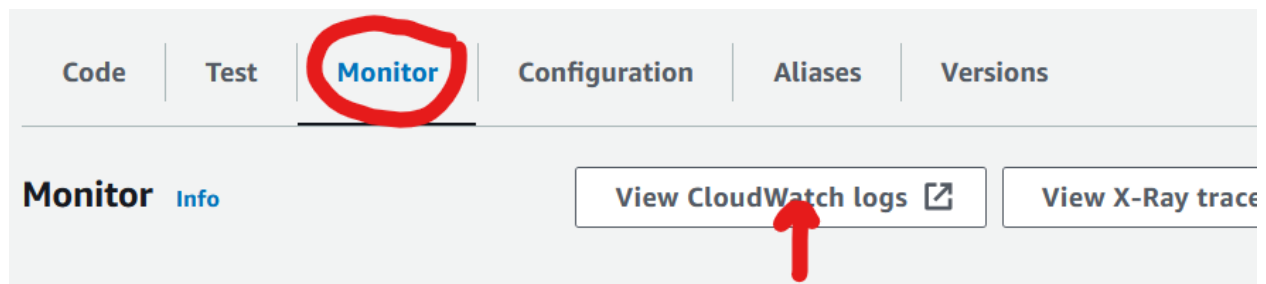 Code Test Monitor Configuration Aliases Versions
Monitor Info View CloudWatch logs View X-Ray trace